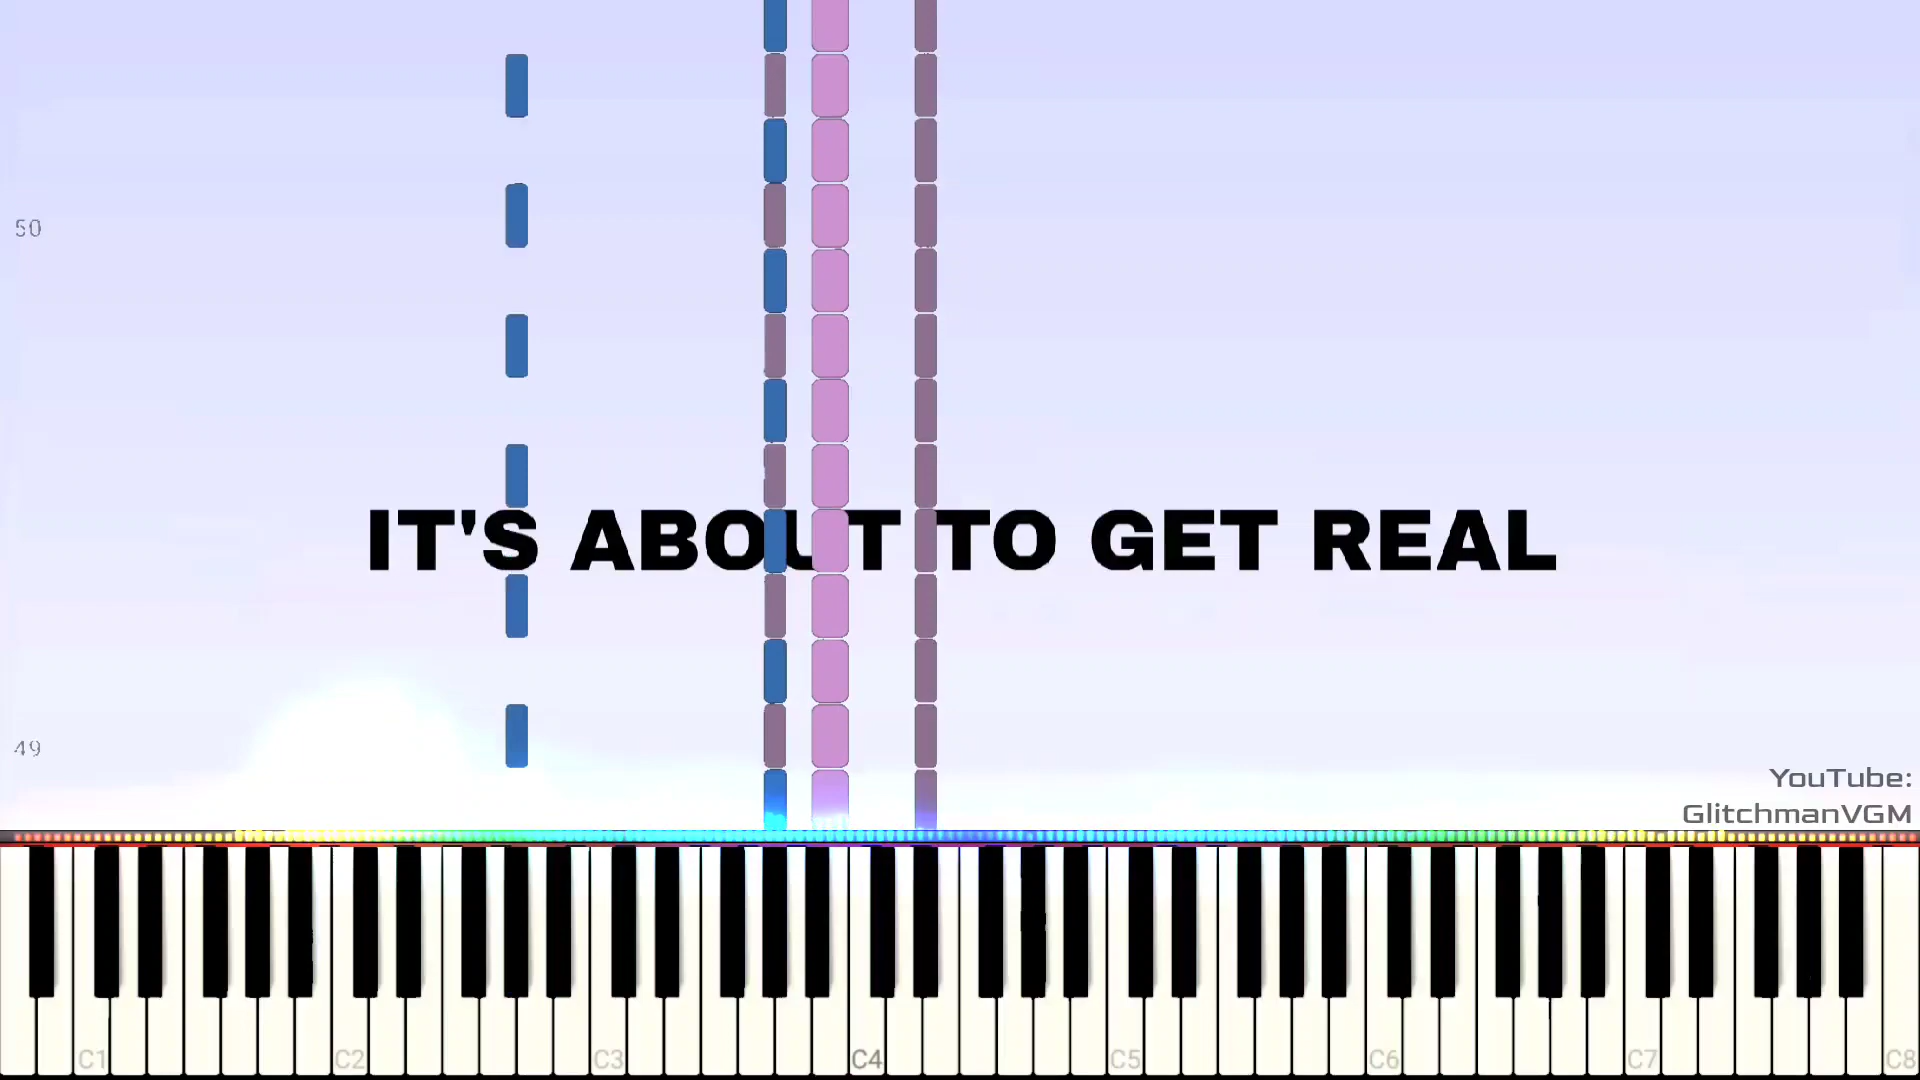 50
IT'S ABOUT TO GET REAL
49
YouTube:
GlitchmanVGM
C1 C2 C3 C4 C5 C6 C7 C8